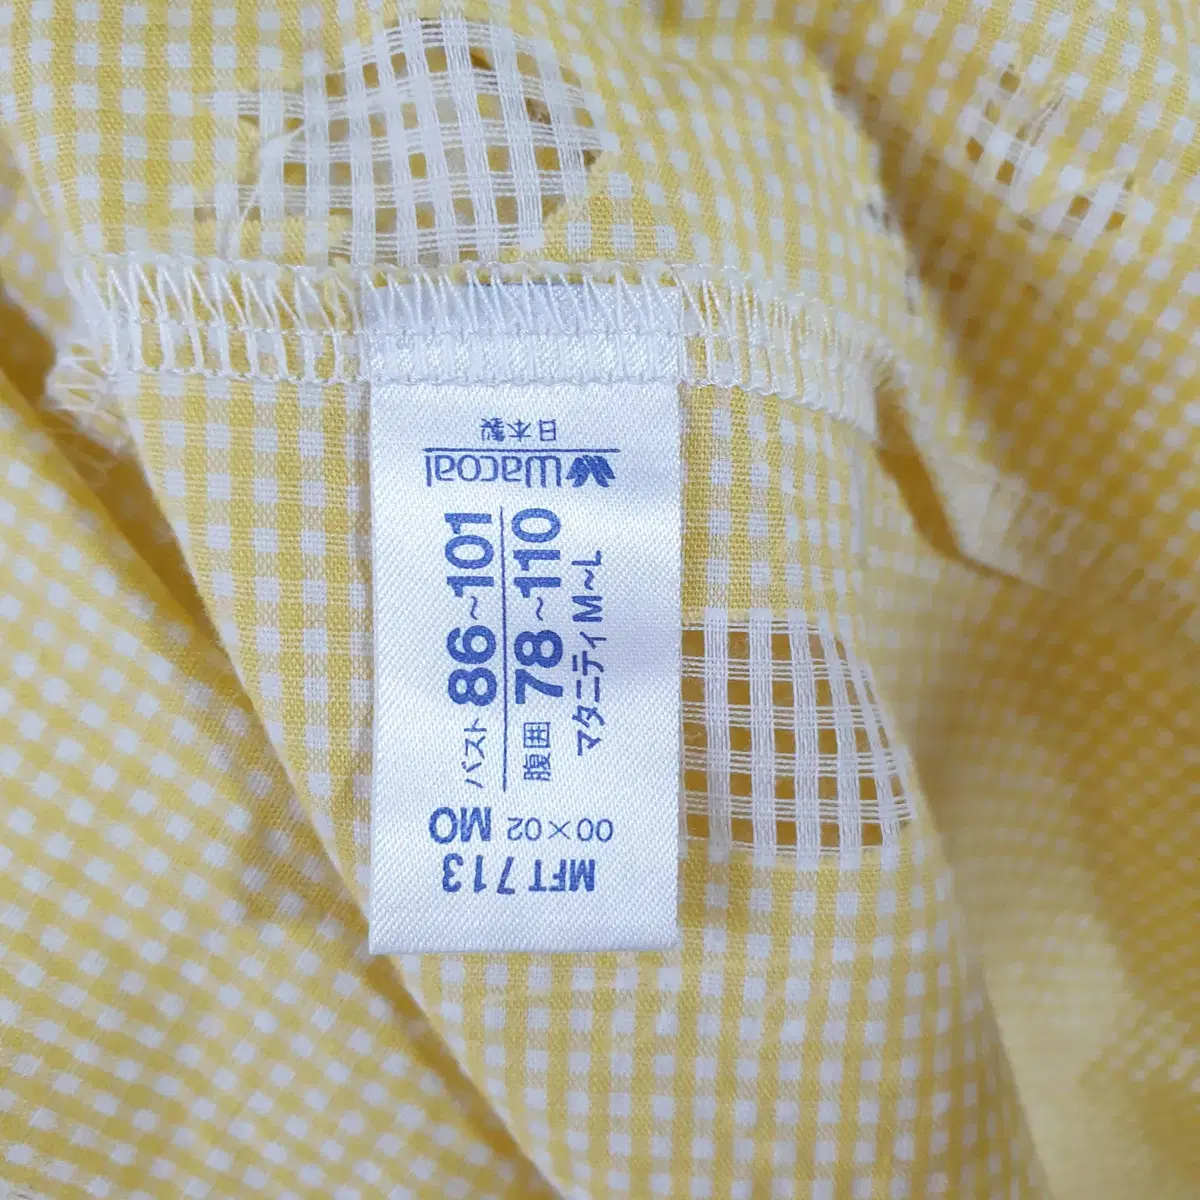 Wacoal
日本製
バスト 86~101
腹囲 78~110
マタニティM~L
00×02 MO
MFT713